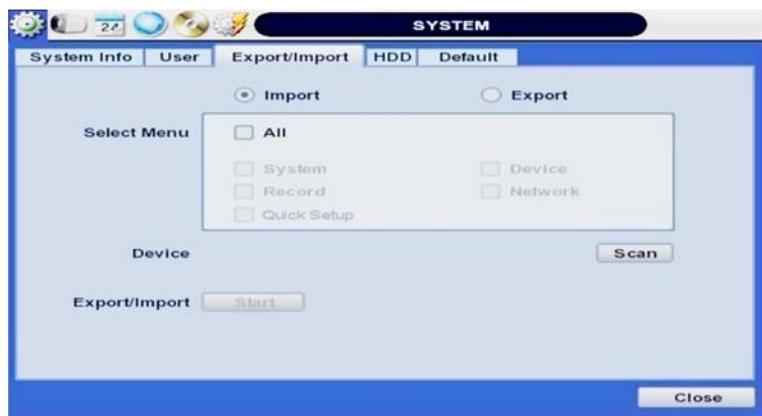 24
SYSTEM
System Info User Export/Import HDD Default
Import Export
Select Menu All
System Device
Record Network
Quick Setup
Device Scan
Export/Import Start
Close